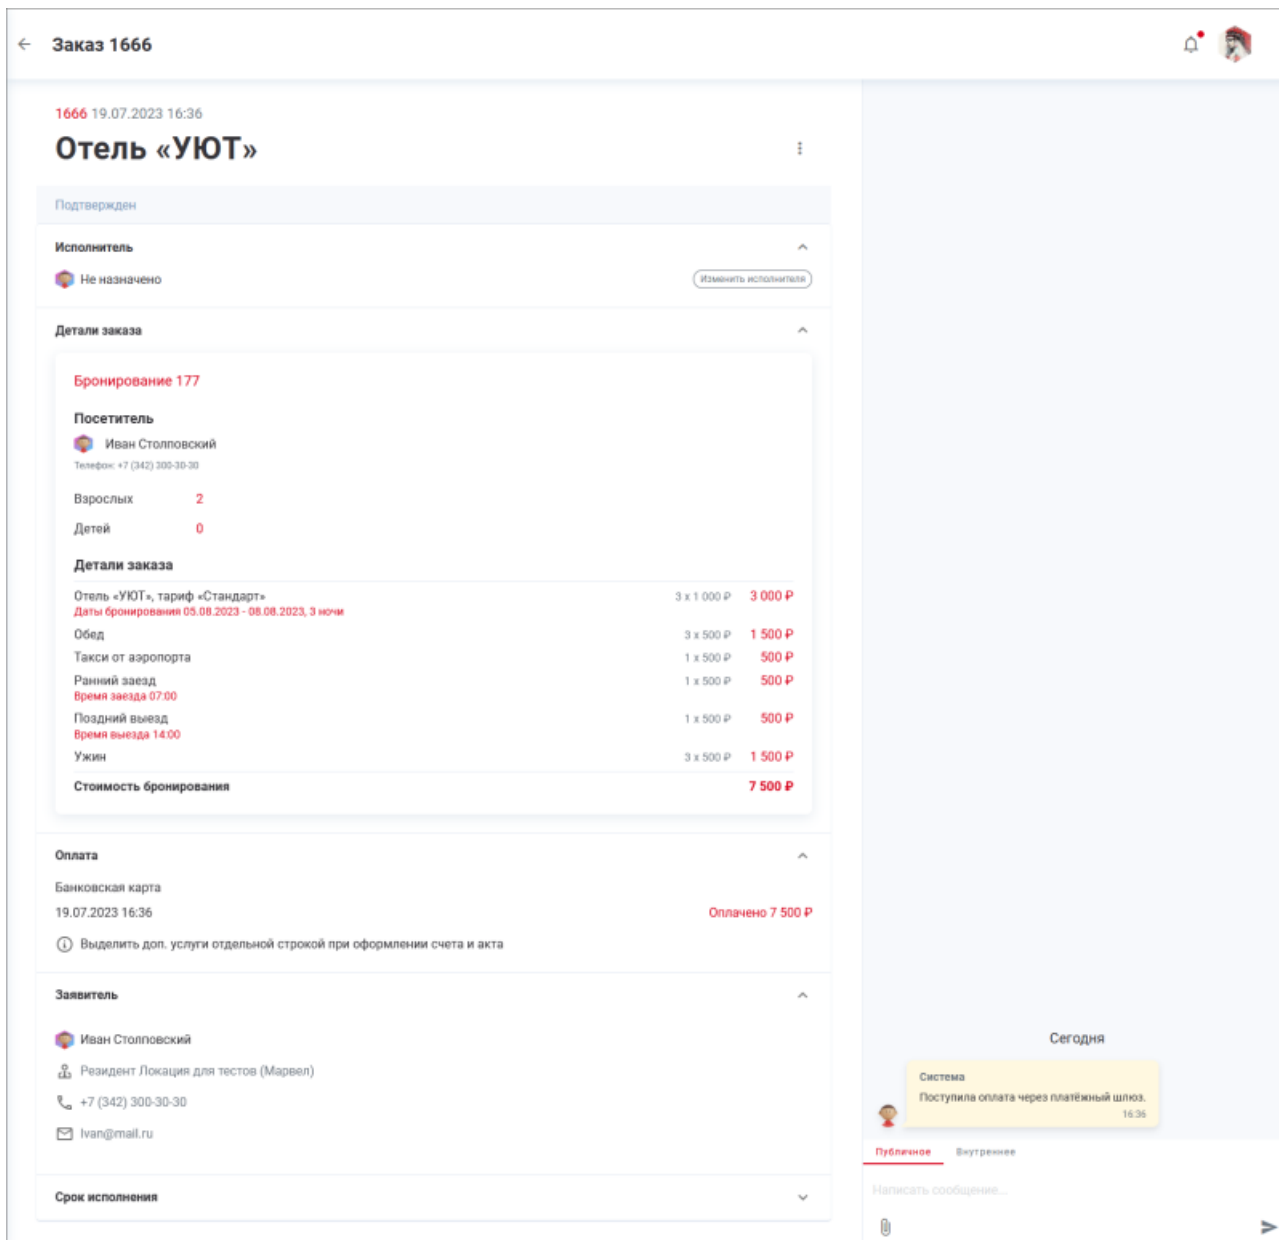 Заказ 1666
1666 19.07.2023 16:36
Отель «УЮТ»
Подтвержден
Исполнитель
Не назначено
Изменить исполнителя
Детали заказа
Бронирование 177
Посетитель
Иван Столповский
Телефон: +7 (342) 300-30-30
Взрослых 2
Детей 0
Детали заказа
Отель «УЮТ», тариф «Стандарт» 3 x 1 000 ₽ 3 000 ₽
Даты бронирования 05.08.2023 - 08.08.2023, 3 ночи
Обед 3 x 500 ₽ 1 500 ₽
Такси от аэропорта 1 x 500 ₽ 500 ₽
Ранний заезд 1 x 500 ₽ 500 ₽
Время заезда 07:00
Поздний выезд 1 x 500 ₽ 500 ₽
Время выезда 14:00
Ужин 3 x 500 ₽ 1 500 ₽
Стоимость бронирования 7 500 ₽
Оплата
Банковская карта
19.07.2023 16:36 Оплачено 7 500 ₽
Выделить доп. услуги отдельной строкой при оформлении счета и акта
Заявитель
Иван Столповский
Резидент Локация для тестов (Марвел)
+7 (342) 300-30-30
Ivan@mail.ru
Срок исполнения
Сегодня
Система
Поступила оплата через платёжный шлюз.
16:36
Публичное Внутреннее
Написать сообщение...